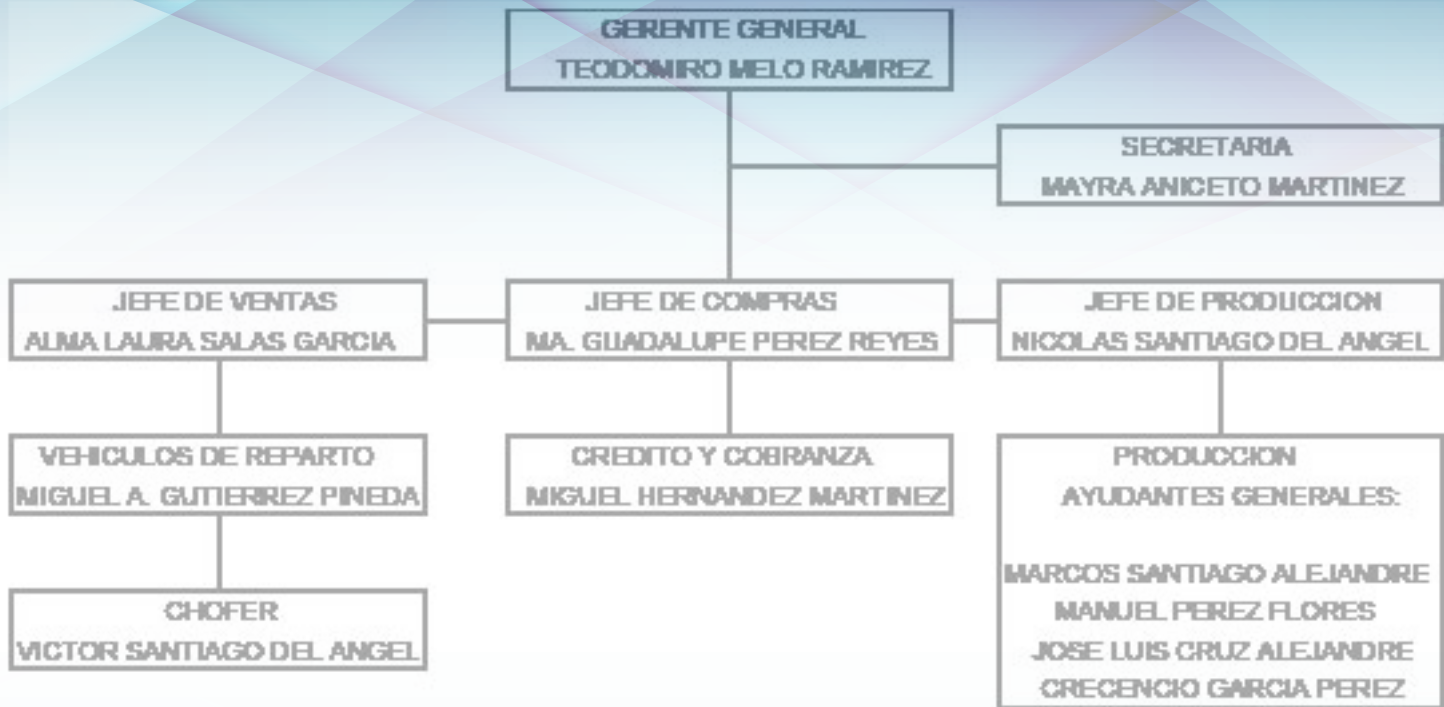 GERENTE GENERAL
TEODOMIRO MELO RAMIREZ
SECRETARIA
MAYRA ANICETO MARTINEZ
JEFE DE VENTAS
ALMA LAURA SALAS GARCIA
JEFE DE COMPRAS
MA. GUADALUPE PEREZ REYES
JEFE DE PRODUCCION
NICOLAS SANTIAGO DEL ANGEL
VEHICULOS DE REPARTO
MIGUEL A. GUTIERREZ PINEDA
CREDITO Y COBRANZA
MIGUEL HERNANDEZ MARTINEZ
PRODUCCION
AYUDANTES GENERALES:
MARCOS SANTIAGO ALEJANDRE
MANUEL PEREZ FLORES
JOSE LUIS CRUZ ALEJANDRE
CRECENCIO GARCIA PEREZ
CHOFER
VICTOR SANTIAGO DEL ANGEL